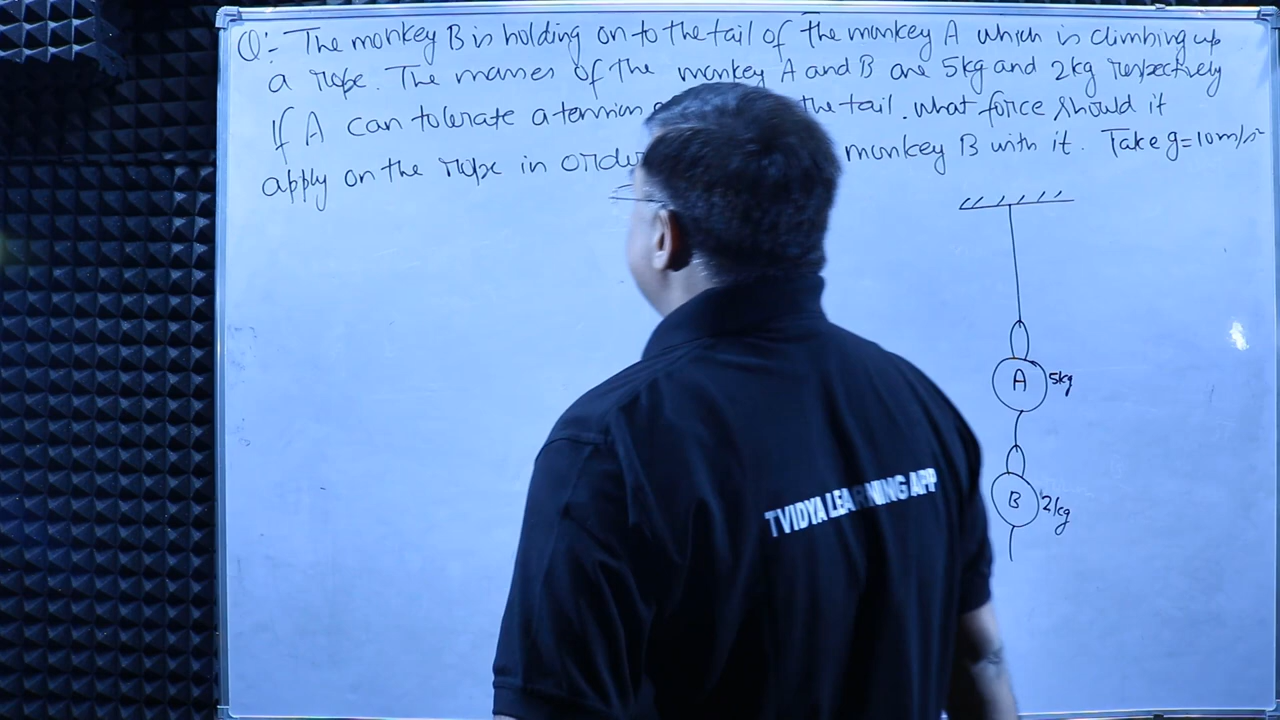 Q:- The monkey B is holding on to the tail of the monkey A which is climbing up
a rope. The masses of the monkey A and B are 5kg and 2kg respectively
If A can tolerate a tension the tail. what force should it
apply on the rope in order monkey B with it. Take g=10m/s²
A 5kg
B 2kg
TVIDYA LEARNING APP